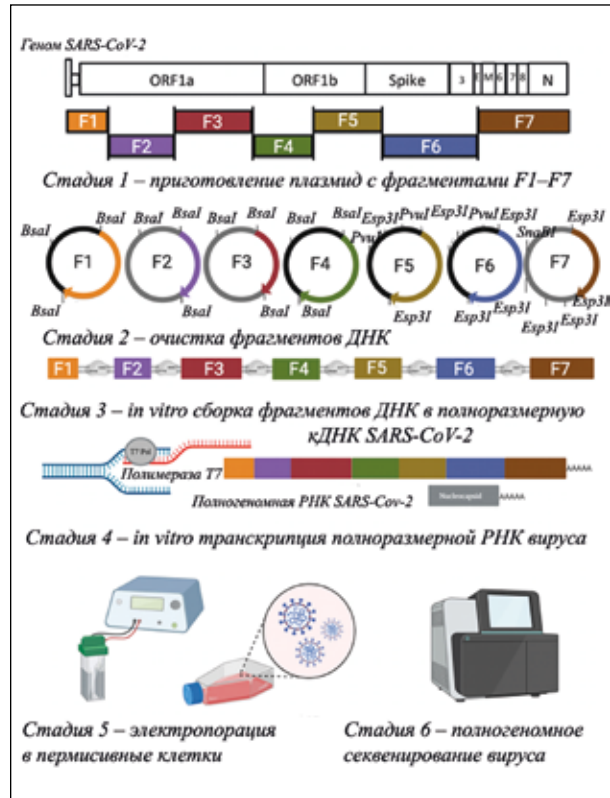 Геном SARS-CoV-2
ORF1a ORF1b Spike 3 E M 6 7 8 N
F1 F3 F5 F7
F2 F4 F6
Стадия 1 – приготовление плазмид с фрагментами F1–F7
BsaI BsaI BsaI BsaI BsaI BsaI Esp3I PvuI Esp3I PvuI Esp3I Esp3I
BsaI PvuI SnaBI
F1 F2 F3 F4 F5 F6 F7
BsaI BsaI BsaI BsaI Esp3I Esp3I Esp3I Esp3I Esp3I
Стадия 2 – очистка фрагментов ДНК
F1 F2 F3 F4 F5 F6 F7
Стадия 3 – in vitro сборка фрагментов ДНК в полноразмерную
кДНК SARS-CoV-2
T7 Pol
Полимераза T7 AAAAA
Полногеномная РНК SARS-Cov-2 Nucleocapsid AAAAA
Стадия 4 – in vitro транскрипция полноразмерной РНК вируса
Стадия 5 – электропорация
в пермисивные клетки
Стадия 6 – полногеномное
секвенирование вируса